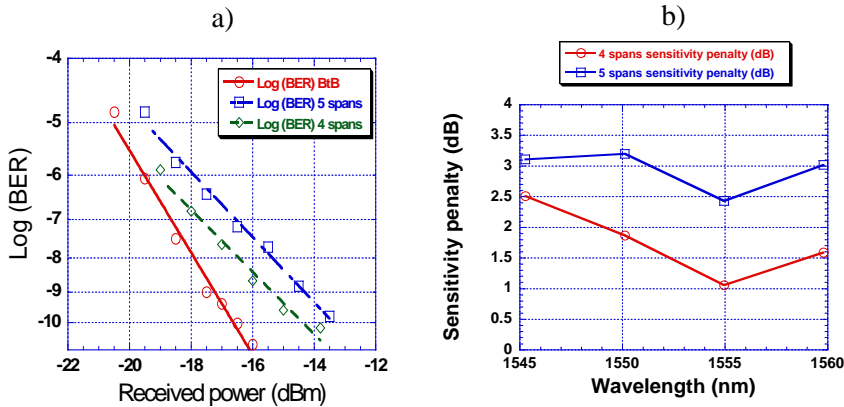 a)
Log (BER)
-4
-5
-6
-7
-8
-9
-10
Log (BER) BtB
Log (BER) 5 spans
Log (BER) 4 spans
-22 -20 -18 -16 -14 -12
Received power (dBm)
b)
4 spans sensitivity penalty (dB)
5 spans sensitivity penalty (dB)
Sensitivity penalty (dB)
4
3.5
3
2.5
2
1.5
1
0.5
0
1545 1550 1555 1560
Wavelength (nm)